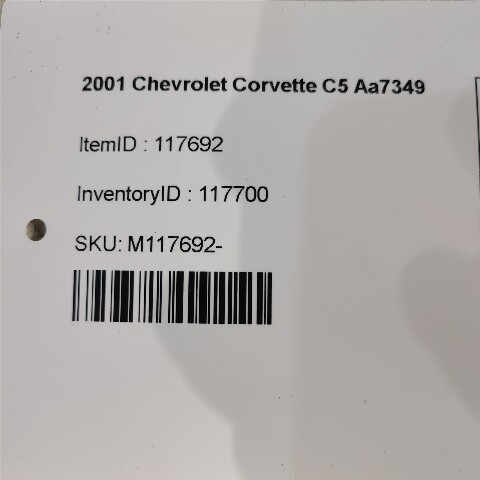 2001 Chevrolet Corvette C5 Aa7349
ItemID : 117692
InventoryID : 117700
SKU: M117692-